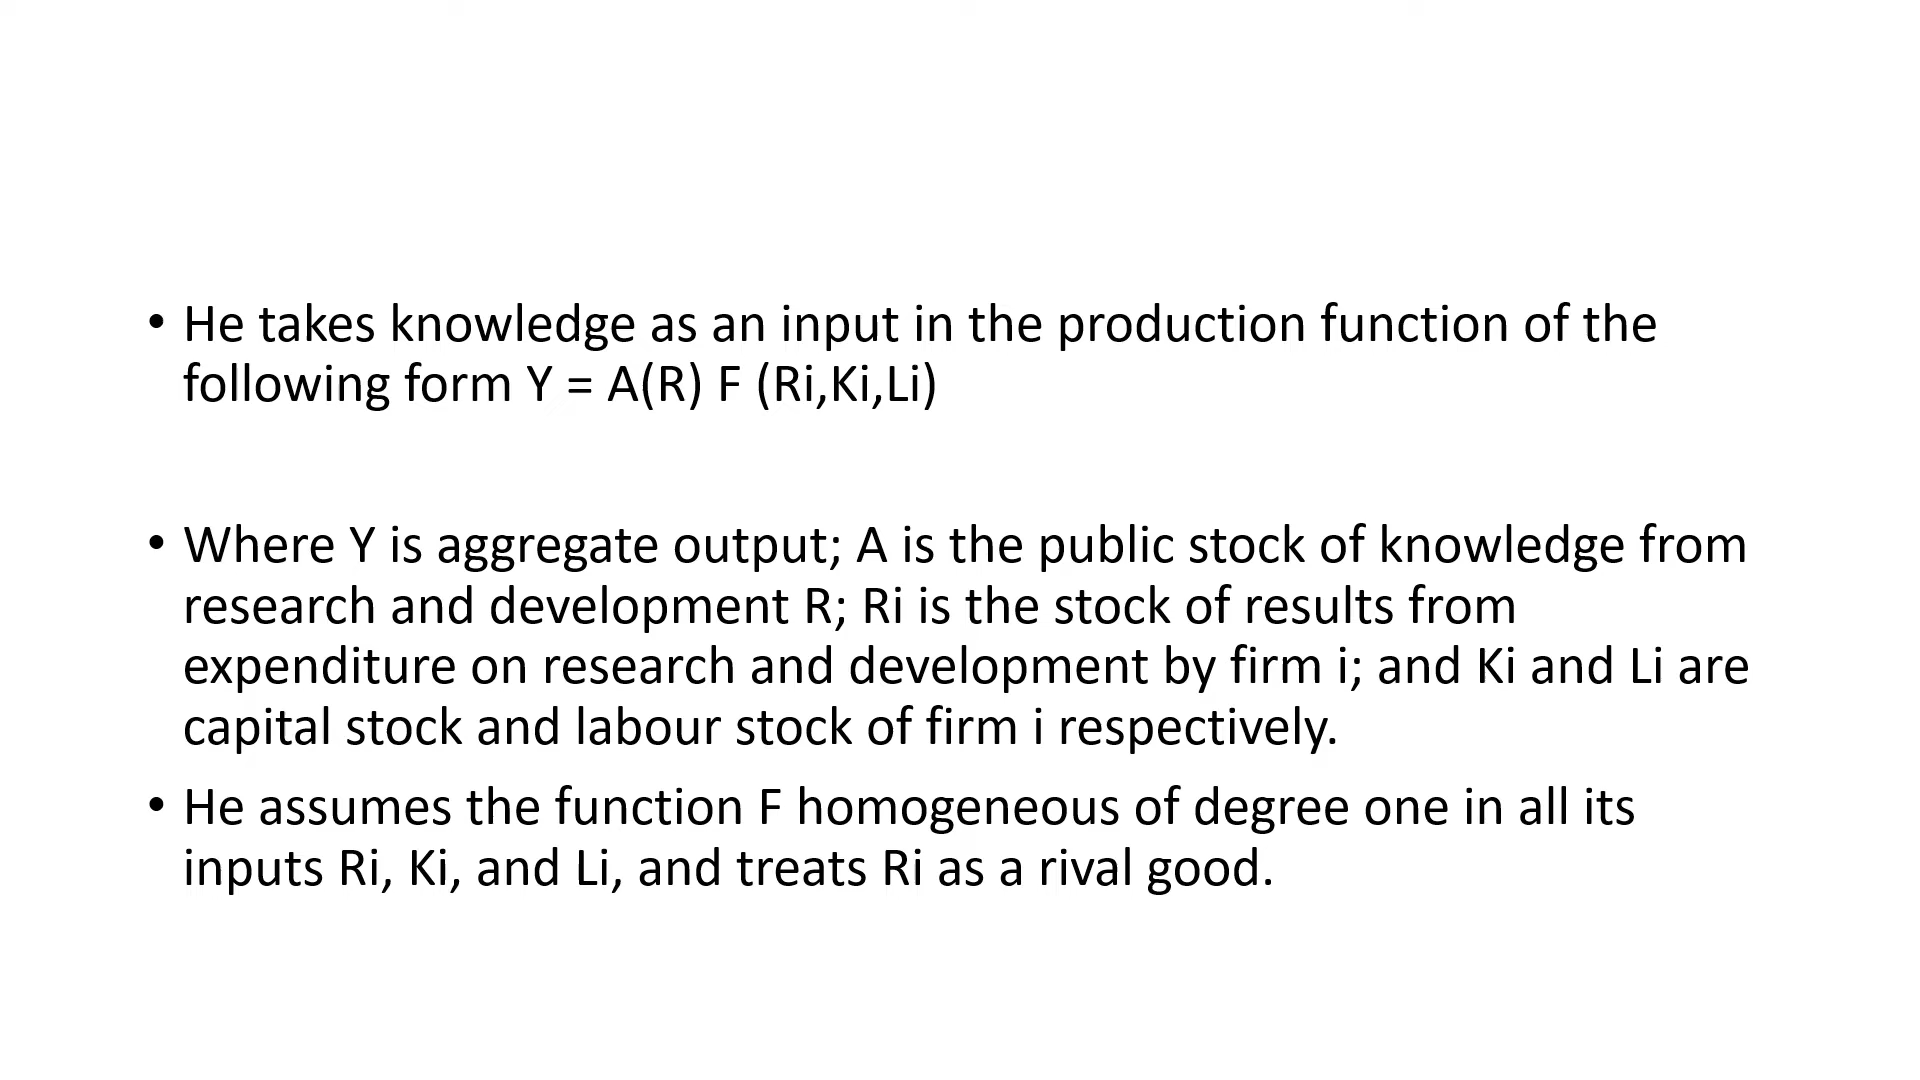 • He takes knowledge as an input in the production function of the
following form Y = A(R) F (Ri,Ki,Li)
• Where Y is aggregate output; A is the public stock of knowledge from
research and development R; Ri is the stock of results from
expenditure on research and development by firm i; and Ki and Li are
capital stock and labour stock of firm i respectively.
• He assumes the function F homogeneous of degree one in all its
inputs Ri, Ki, and Li, and treats Ri as a rival good.